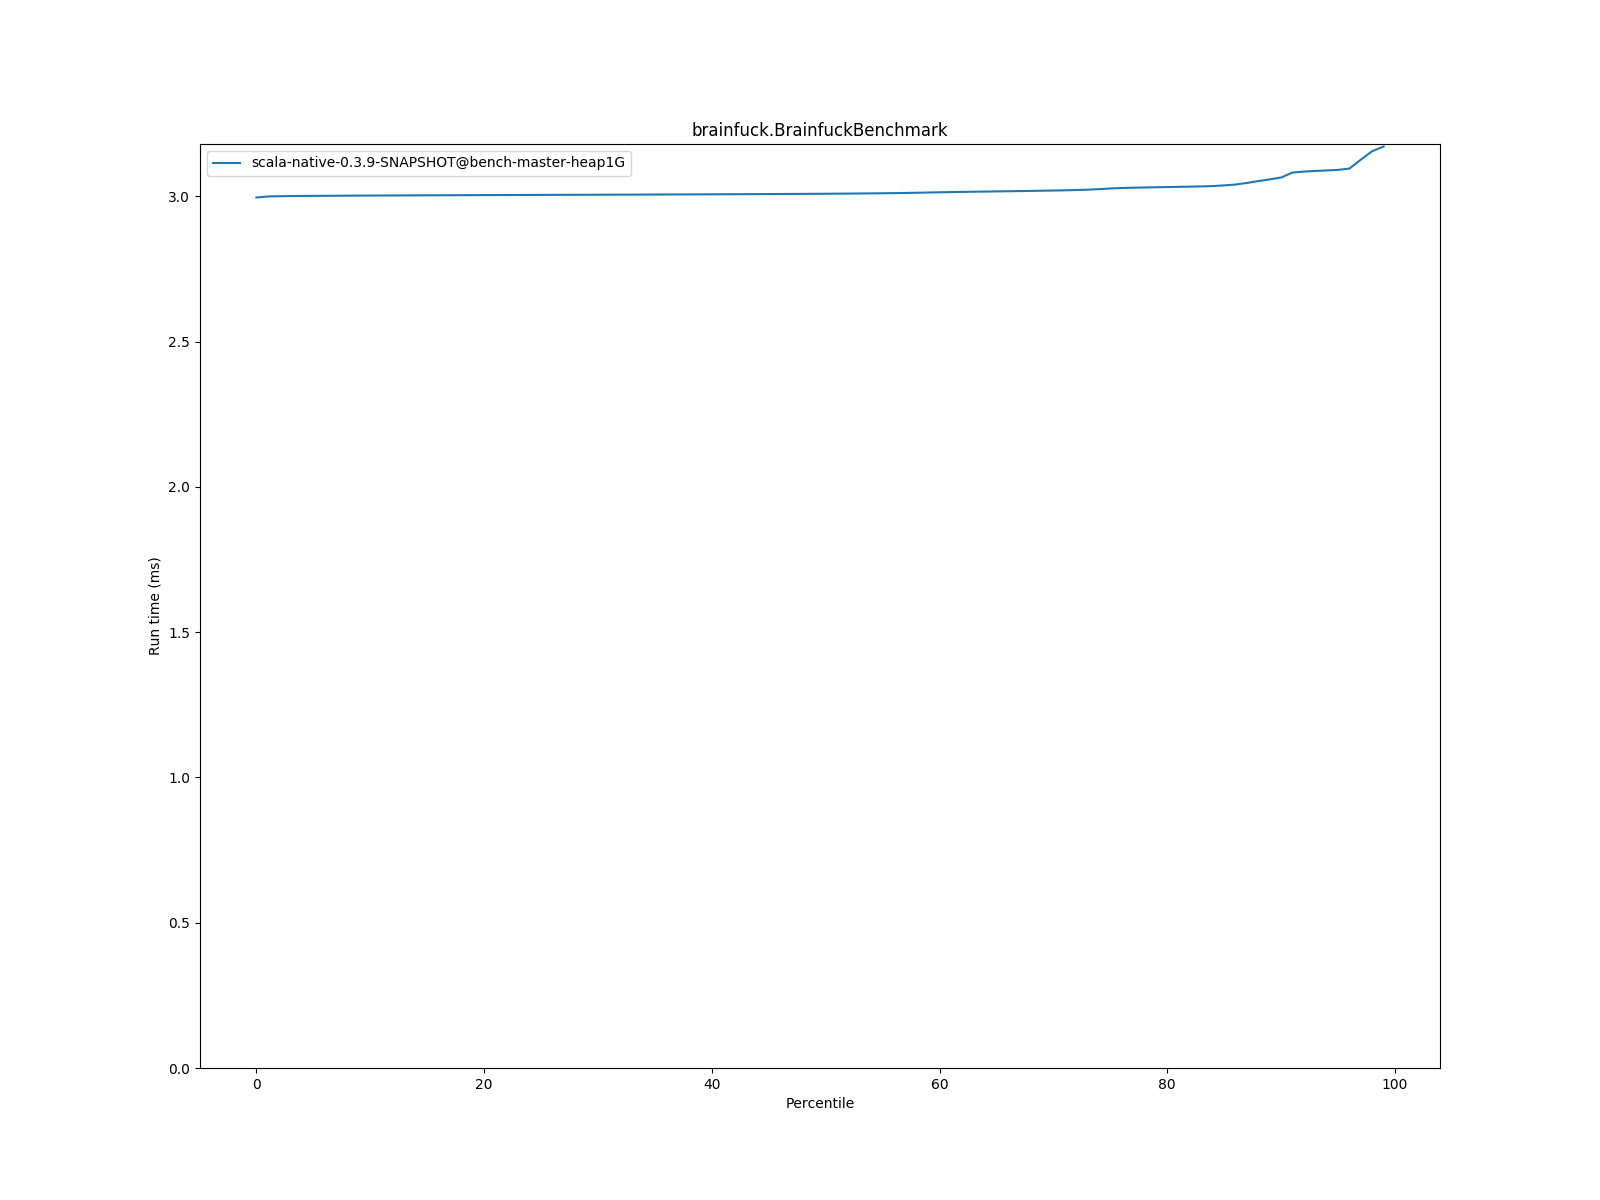 brainfuck.BrainfuckBenchmark
scala-native-0.3.9-SNAPSHOT@bench-master-heap1G
3.0
2.5
2.0
1.5
1.0
0.5
0.0
Run time (ms)
0 20 40 60 80 100
Percentile